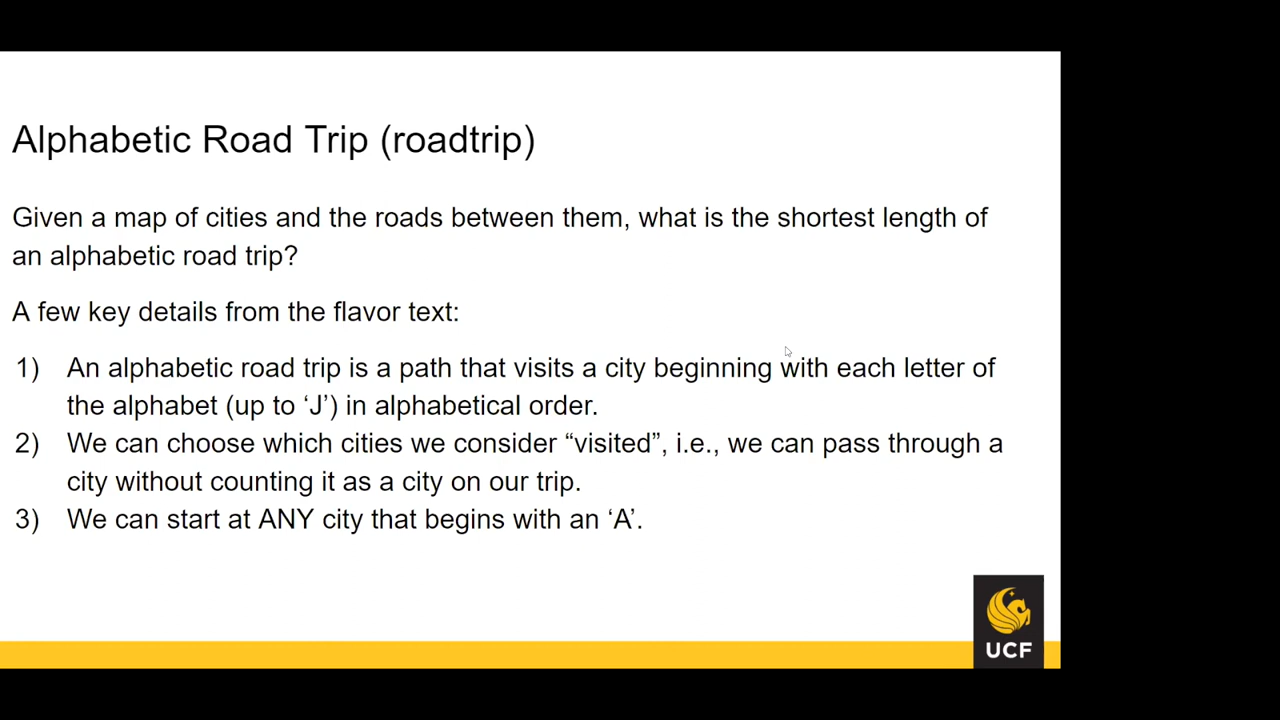 Alphabetic Road Trip (roadtrip)
Given a map of cities and the roads between them, what is the shortest length of
an alphabetic road trip?
A few key details from the flavor text:
1) An alphabetic road trip is a path that visits a city beginning with each letter of
the alphabet (up to ‘J’) in alphabetical order.
2) We can choose which cities we consider “visited”, i.e., we can pass through a
city without counting it as a city on our trip.
3) We can start at ANY city that begins with an ‘A’.
UCF